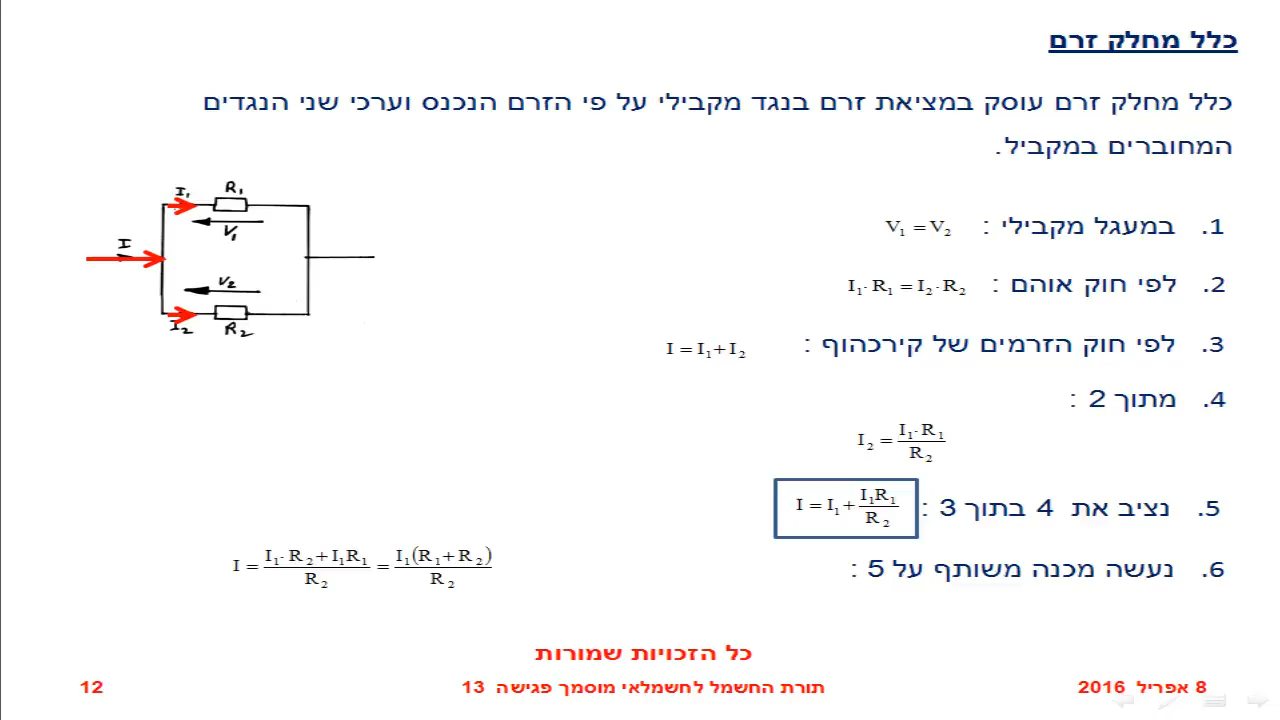 כלל מחלק זרם
כלל מחלק זרם עוסק במציאת זרם בנגד מקבילי על פי הזרם הנכנס וערכי שני הנגדים
המחוברים במקביל.
I₁ R₁
V₁
I
V₂
I₂ R₂
1. במעגל מקבילי : V₁ = V₂
2. לפי חוק אוהם : I₁· R₁ = I₂ · R₂
3. לפי חוק הזרמים של קירכהוף : I = I₁ + I₂
4. מתוך 2 :
I₂ = I₁· R₁ / R₂
5. נציב את 4 בתוך 3 : I = I₁ + I₁R₁ / R₂
6. נעשה מכנה משותף על 5 : I = (I₁· R₂ + I₁R₁) / R₂ = I₁(R₁ + R₂) / R₂
כל הזכויות שמורות
8 אפריל 2016 תורת החשמל לחשמלאי מוסמך פגישה 13 12